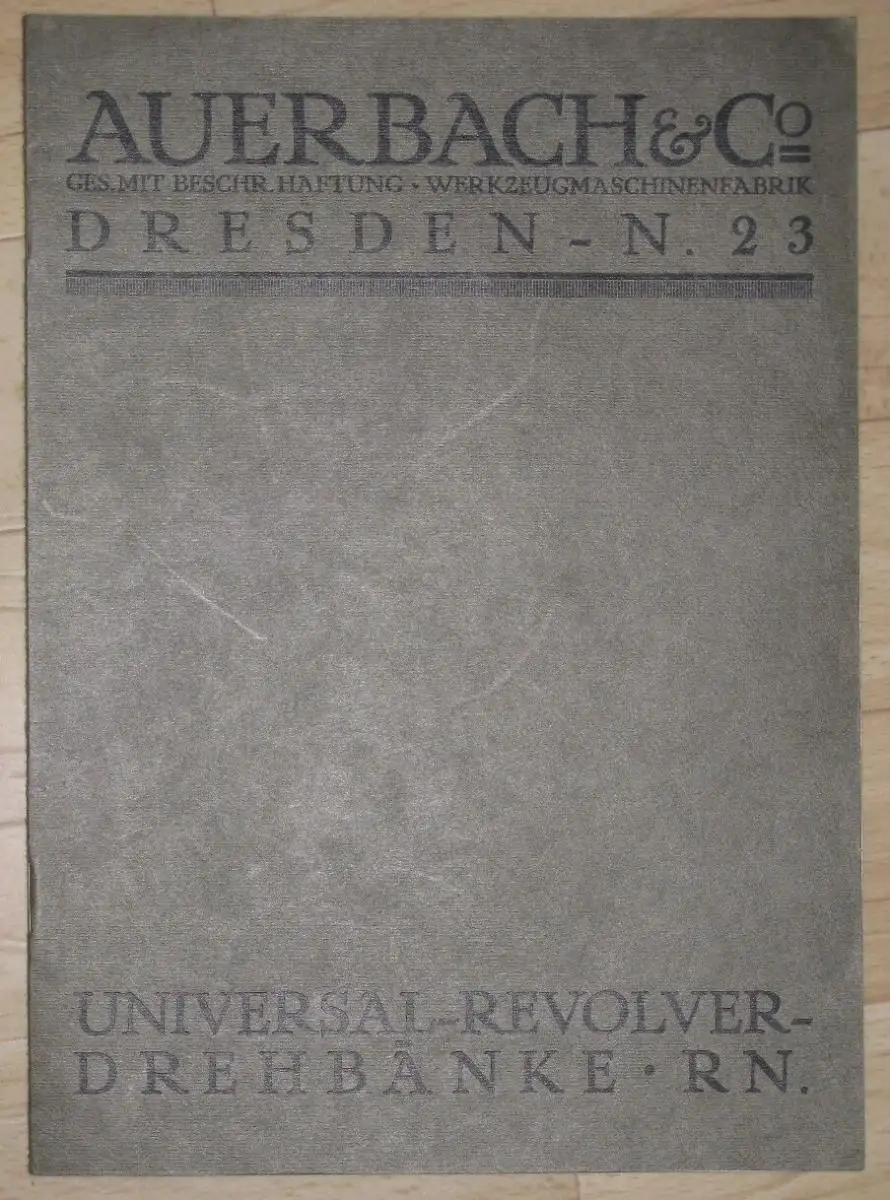 AUERBACH & Co
GES. MIT BESCHR. HAFTUNG · WERKZEUGMASCHINENFABRIK
DRESDEN - N. 23
UNIVERSAL-REVOLVER-
DREHBÄNKE · RN.